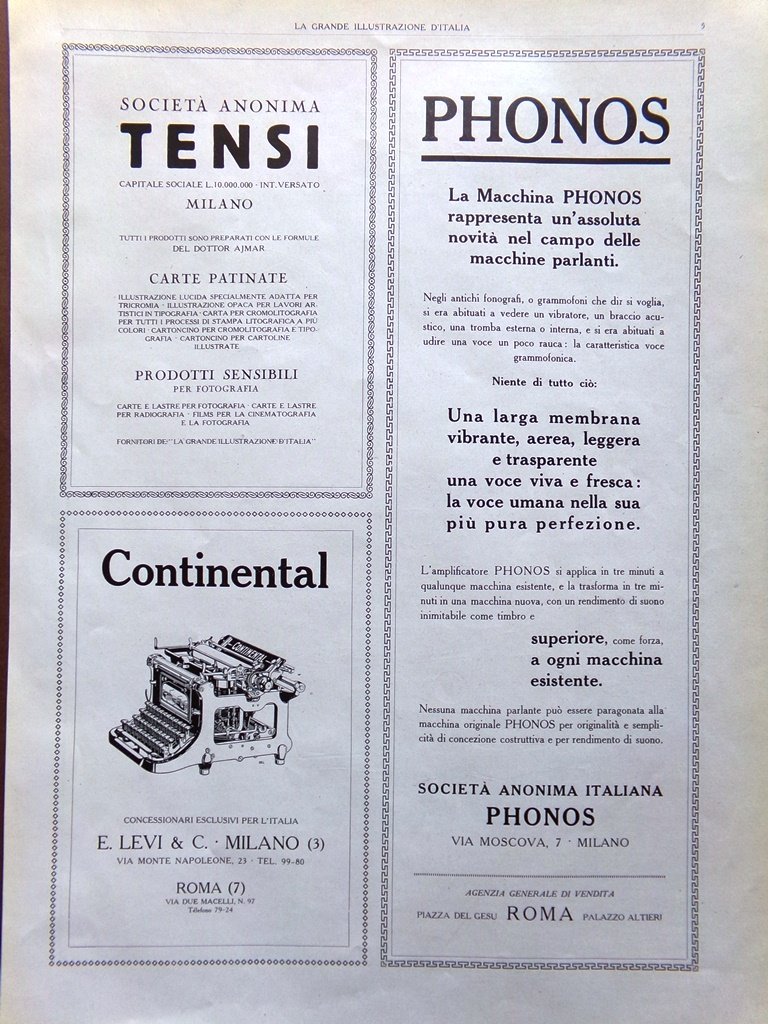 LA GRANDE ILLUSTRAZIONE D'ITALIA
5
SOCIETÀ ANONIMA
TENSI
CAPITALE SOCIALE L. 10.000.000 · INT. VERSATO
MILANO
TUTTI I PRODOTTI SONO PREPARATI CON LE FORMULE
DEL DOTTOR AJMAR
CARTE PATINATE
· ILLUSTRAZIONE LUCIDA SPECIALMENTE ADATTA PER
TRICROMIA · ILLUSTRAZIONE OPACA PER LAVORI AR-
TISTICI IN TIPOGRAFIA · CARTA PER CROMOLITOGRAFIA
PER TUTTI I PROCESSI DI STAMPA LITOGRAFICA A PIÙ
COLORI · CARTONCINO PER CROMOLITOGRAFIA E TIPO-
GRAFIA · CARTONCINO PER CARTOLINE
ILLUSTRATE
PRODOTTI SENSIBILI
PER FOTOGRAFIA
CARTE E LASTRE PER FOTOGRAFIA · CARTE E LASTRE
PER RADIOGRAFIA · FILMS PER LA CINEMATOGRAFIA
E LA FOTOGRAFIA
FORNITORI DE: "LA GRANDE ILLUSTRAZIONE D'ITALIA"
Continental
CONTINENTAL
CONCESSIONARI ESCLUSIVI PER L'ITALIA
E. LEVI & C. · MILANO (3)
VIA MONTE NAPOLEONE, 23 · TEL. 99-80
ROMA (7)
VIA DUE MACELLI, N. 97
Telefono 79-24
PHONOS
La Macchina PHONOS
rappresenta un'assoluta
novità nel campo delle
macchine parlanti.
Negli antichi fonografi, o grammofoni che dir si voglia,
si era abituati a vedere un vibratore, un braccio acu-
stico, una tromba esterna o interna, e si era abituati a
udire una voce un poco rauca: la caratteristica voce
grammofonica.
Niente di tutto ciò:
Una larga membrana
vibrante, aerea, leggera
e trasparente
una voce viva e fresca:
la voce umana nella sua
più pura perfezione.
L'amplificatore PHONOS si applica in tre minuti a
qualunque macchina esistente, e la trasforma in tre mi-
nuti in una macchina nuova, con un rendimento di suono
inimitabile come timbro e
superiore, come forza,
a ogni macchina
esistente.
Nessuna macchina parlante può essere paragonata alla
macchina originale PHONOS per originalità e sempli-
cità di concezione costruttiva e per rendimento di suono.
SOCIETÀ ANONIMA ITALIANA
PHONOS
VIA MOSCOVA, 7 · MILANO
AGENZIA GENERALE DI VENDITA
PIAZZA DEL GESU ROMA PALAZZO ALTIERI